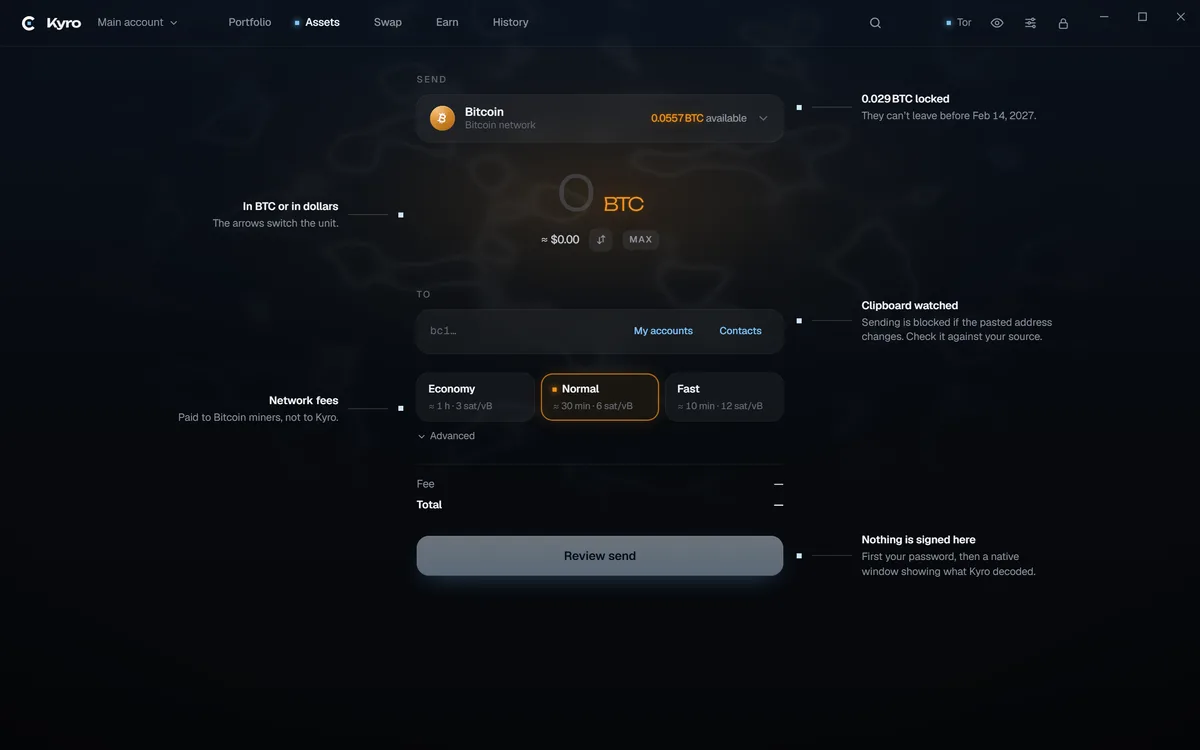 Kyro
Main account
Portfolio
Assets
Swap
Earn
History
Tor
SEND
Bitcoin
Bitcoin network
0.0557 BTC available
0.029 BTC locked
They can't leave before Feb 14, 2027.
0 BTC
In BTC or in dollars
The arrows switch the unit.
≈ $0.00
MAX
TO
bc1…
My accounts
Contacts
Clipboard watched
Sending is blocked if the pasted address
changes. Check it against your source.
Economy
≈ 1 h · 3 sat/vB
Normal
≈ 30 min · 6 sat/vB
Fast
≈ 10 min · 12 sat/vB
Network fees
Paid to Bitcoin miners, not to Kyro.
Advanced
Fee —
Total —
Review send
Nothing is signed here
First your password, then a native
window showing what Kyro decoded.